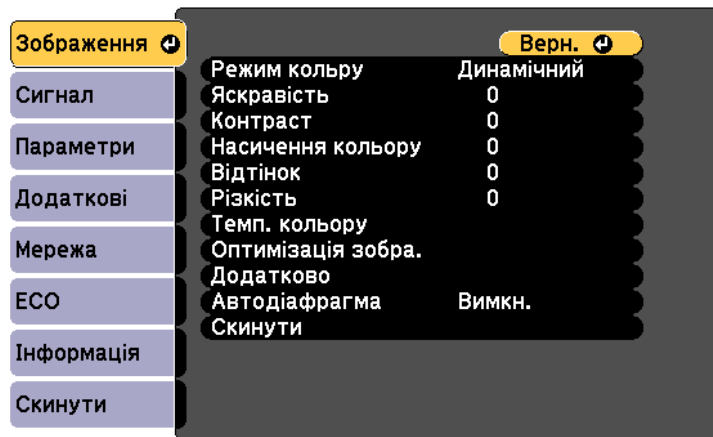 Зображення
Сигнал
Параметри
Додаткові
Мережа
ECO
Інформація
Скинути
Верн.
Режим кольру Динамічний
Яскравість 0
Контраст 0
Насичення кольору 0
Відтінок 0
Різкість 0
Темп. кольору
Оптимізація зобра.
Додатково
Автодіафрагма Вимкн.
Скинути